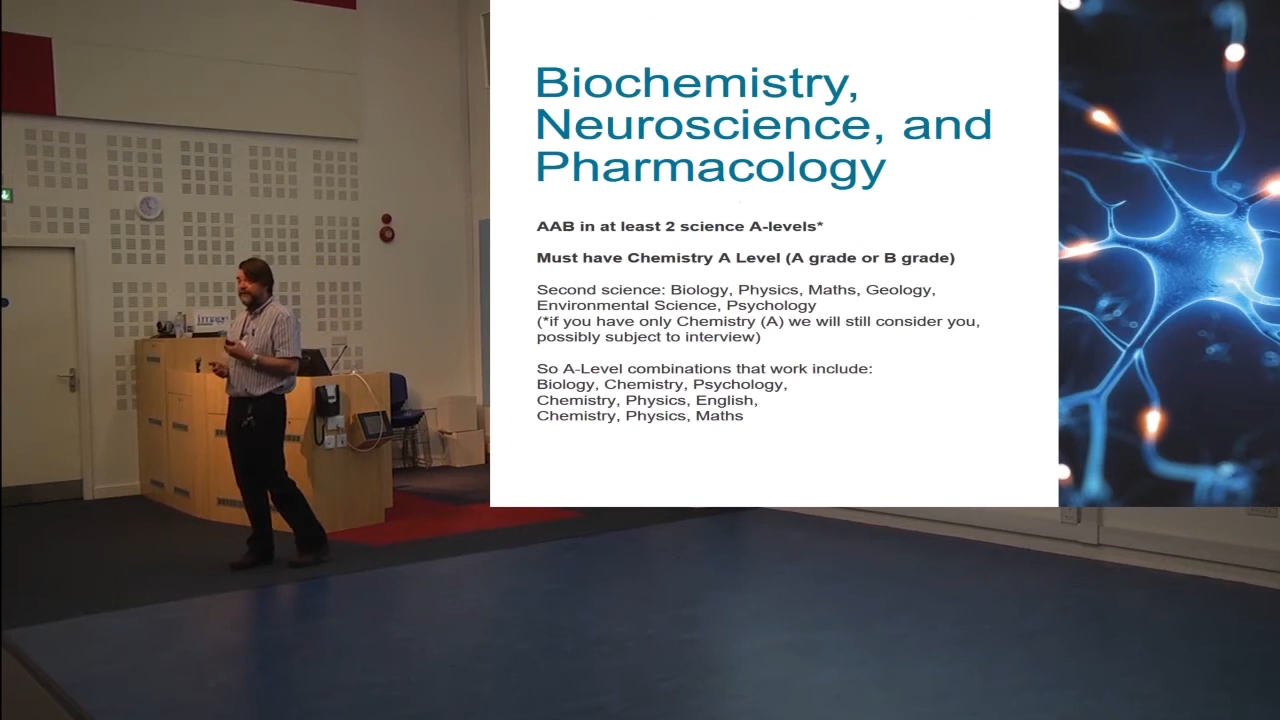 Biochemistry,
Neuroscience, and
Pharmacology
AAB in at least 2 science A-levels*
Must have Chemistry A Level (A grade or B grade)
Second science: Biology, Physics, Maths, Geology,
Environmental Science, Psychology
(*if you have only Chemistry (A) we will still consider you,
possibly subject to interview)
So A-Level combinations that work include:
Biology, Chemistry, Psychology,
Chemistry, Physics, English,
Chemistry, Physics, Maths